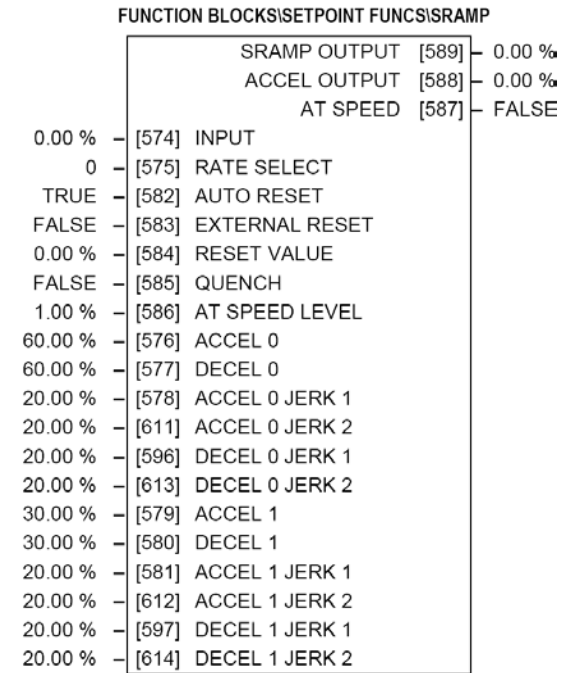 FUNCTION BLOCKS\SETPOINT FUNCS\SRAMP
SRAMP OUTPUT [589] – 0.00 %
ACCEL OUTPUT [588] – 0.00 %
AT SPEED [587] – FALSE
0.00 % – [574] INPUT
0 – [575] RATE SELECT
TRUE – [582] AUTO RESET
FALSE – [583] EXTERNAL RESET
0.00 % – [584] RESET VALUE
FALSE – [585] QUENCH
1.00 % – [586] AT SPEED LEVEL
60.00 % – [576] ACCEL 0
60.00 % – [577] DECEL 0
20.00 % – [578] ACCEL 0 JERK 1
20.00 % – [611] ACCEL 0 JERK 2
20.00 % – [596] DECEL 0 JERK 1
20.00 % – [613] DECEL 0 JERK 2
30.00 % – [579] ACCEL 1
30.00 % – [580] DECEL 1
20.00 % – [581] ACCEL 1 JERK 1
20.00 % – [612] ACCEL 1 JERK 2
20.00 % – [597] DECEL 1 JERK 1
20.00 % – [614] DECEL 1 JERK 2